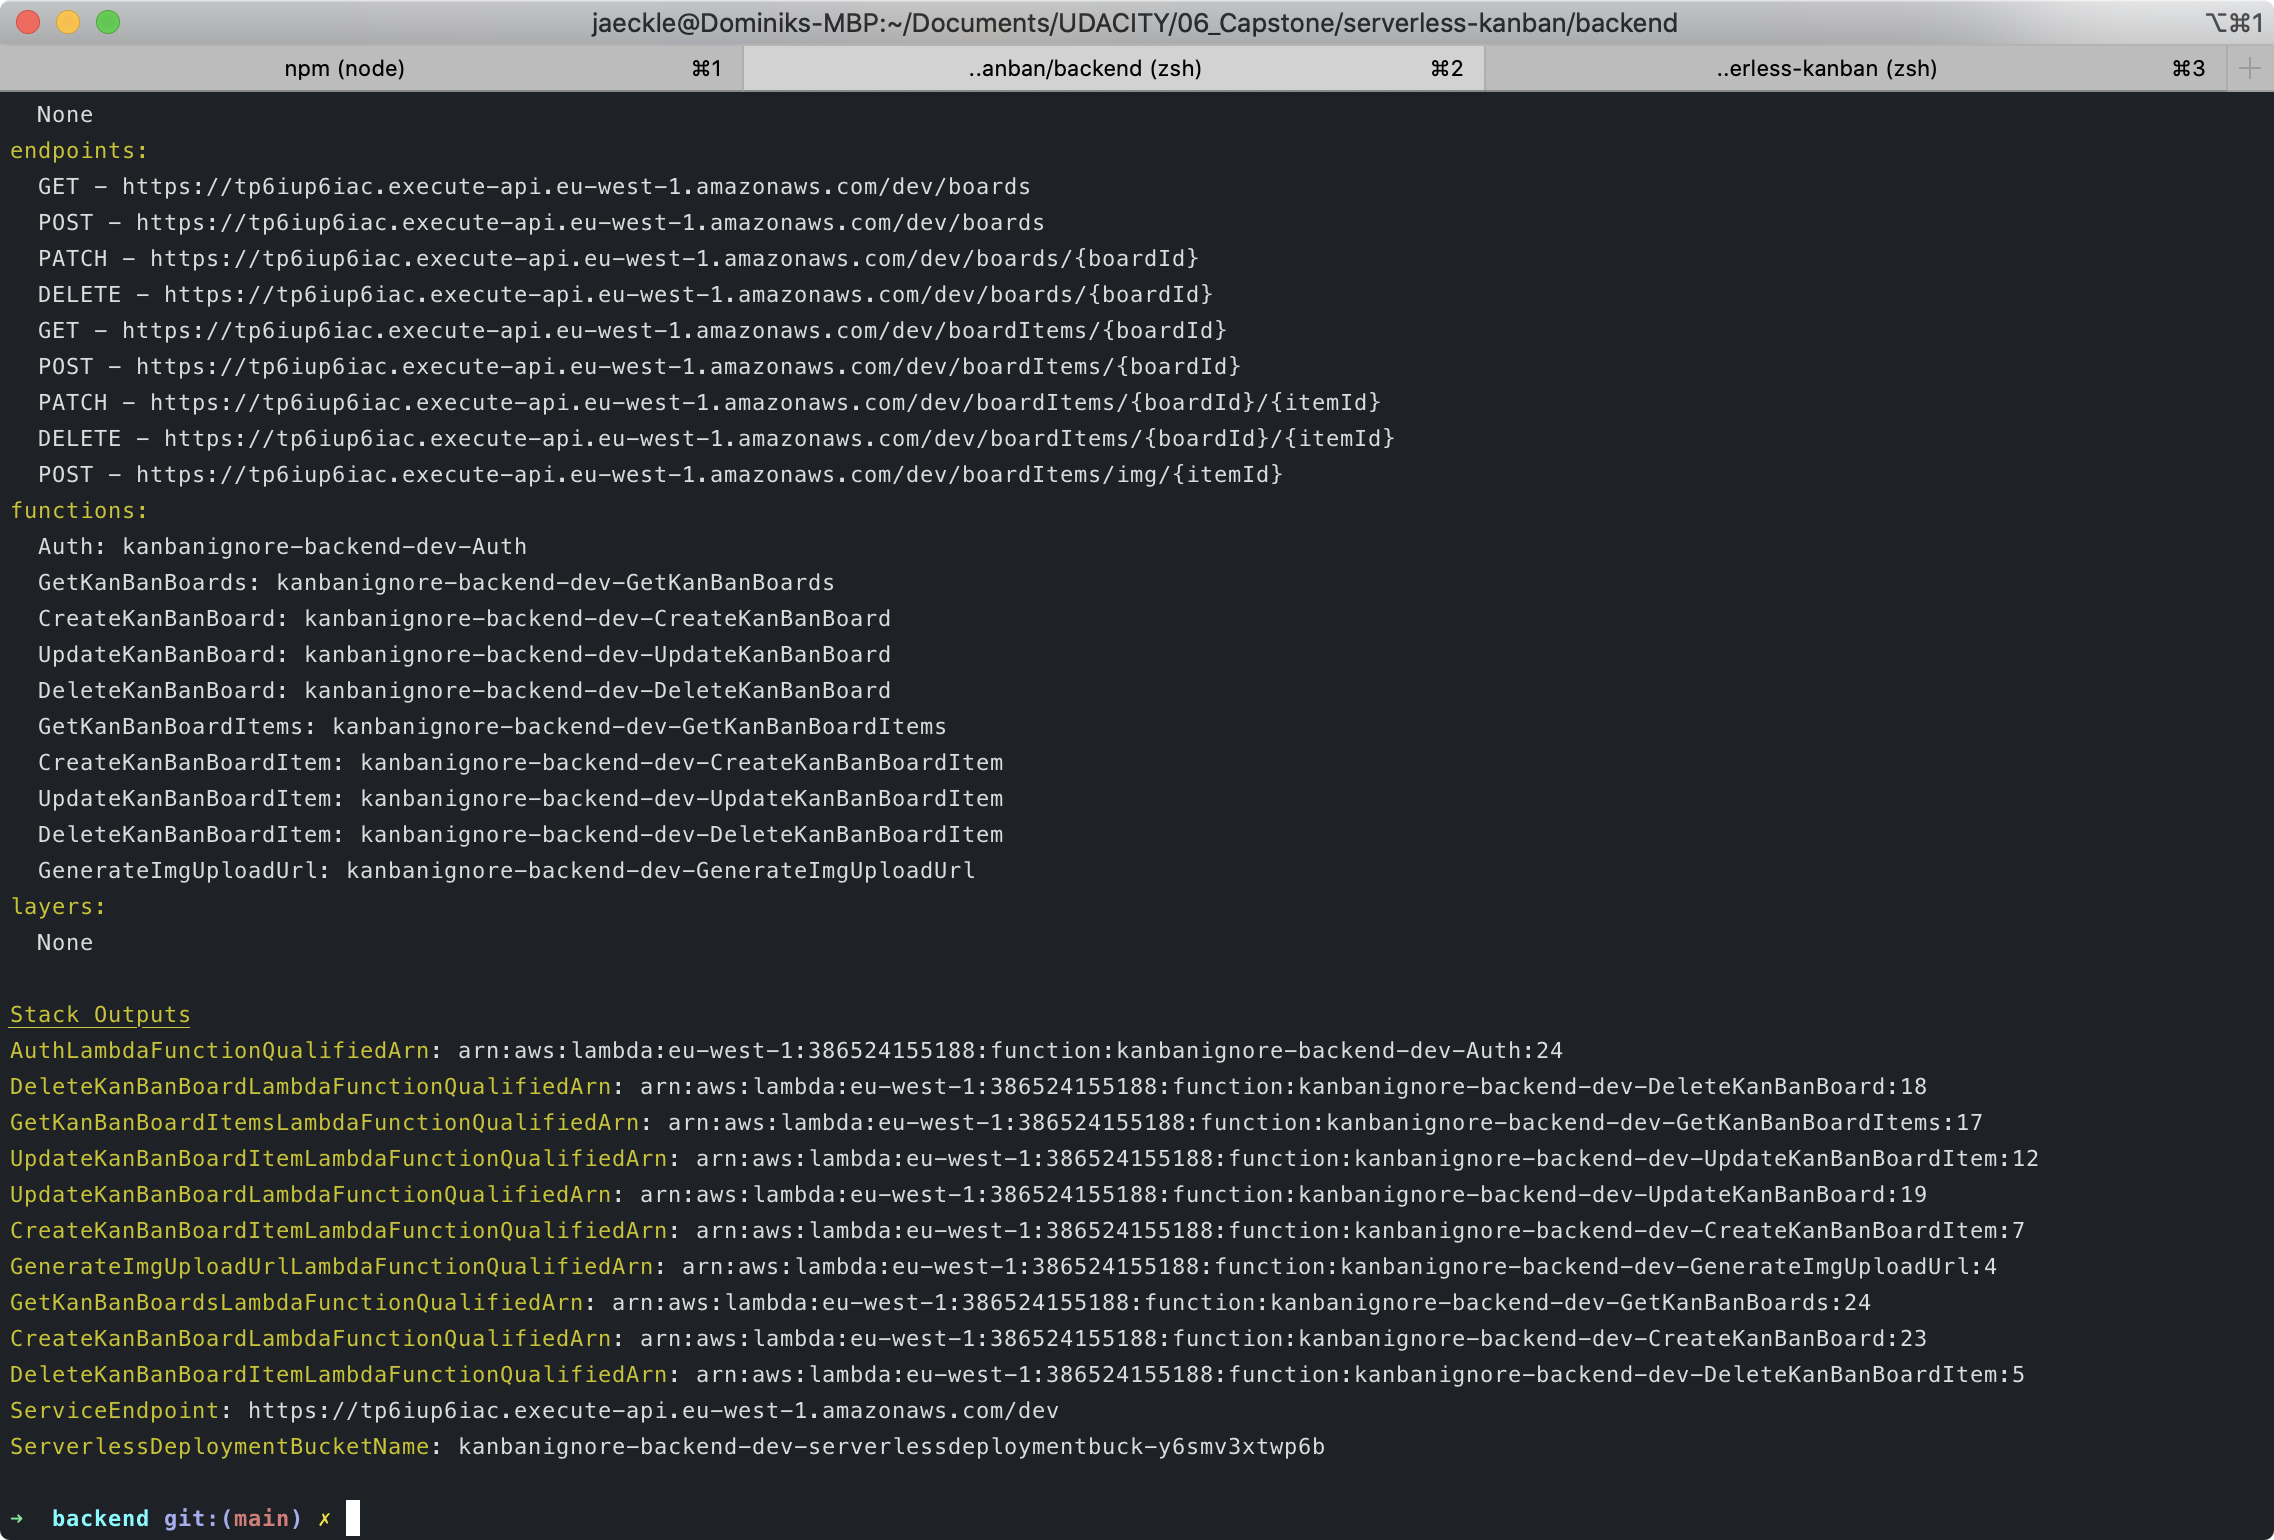 jaeckle@Dominiks-MBP:~/Documents/UDACITY/06_Capstone/serverless-kanban/backend ⌥⌘1
npm (node) ⌘1 ..anban/backend (zsh) ⌘2 ..erless-kanban (zsh) ⌘3
None
endpoints:
GET - https://tp6iup6iac.execute-api.eu-west-1.amazonaws.com/dev/boards
POST - https://tp6iup6iac.execute-api.eu-west-1.amazonaws.com/dev/boards
PATCH - https://tp6iup6iac.execute-api.eu-west-1.amazonaws.com/dev/boards/{boardId}
DELETE - https://tp6iup6iac.execute-api.eu-west-1.amazonaws.com/dev/boards/{boardId}
GET - https://tp6iup6iac.execute-api.eu-west-1.amazonaws.com/dev/boardItems/{boardId}
POST - https://tp6iup6iac.execute-api.eu-west-1.amazonaws.com/dev/boardItems/{boardId}
PATCH - https://tp6iup6iac.execute-api.eu-west-1.amazonaws.com/dev/boardItems/{boardId}/{itemId}
DELETE - https://tp6iup6iac.execute-api.eu-west-1.amazonaws.com/dev/boardItems/{boardId}/{itemId}
POST - https://tp6iup6iac.execute-api.eu-west-1.amazonaws.com/dev/boardItems/img/{itemId}
functions:
Auth: kanbanignore-backend-dev-Auth
GetKanBanBoards: kanbanignore-backend-dev-GetKanBanBoards
CreateKanBanBoard: kanbanignore-backend-dev-CreateKanBanBoard
UpdateKanBanBoard: kanbanignore-backend-dev-UpdateKanBanBoard
DeleteKanBanBoard: kanbanignore-backend-dev-DeleteKanBanBoard
GetKanBanBoardItems: kanbanignore-backend-dev-GetKanBanBoardItems
CreateKanBanBoardItem: kanbanignore-backend-dev-CreateKanBanBoardItem
UpdateKanBanBoardItem: kanbanignore-backend-dev-UpdateKanBanBoardItem
DeleteKanBanBoardItem: kanbanignore-backend-dev-DeleteKanBanBoardItem
GenerateImgUploadUrl: kanbanignore-backend-dev-GenerateImgUploadUrl
layers:
None
Stack Outputs
AuthLambdaFunctionQualifiedArn: arn:aws:lambda:eu-west-1:386524155188:function:kanbanignore-backend-dev-Auth:24
DeleteKanBanBoardLambdaFunctionQualifiedArn: arn:aws:lambda:eu-west-1:386524155188:function:kanbanignore-backend-dev-DeleteKanBanBoard:18
GetKanBanBoardItemsLambdaFunctionQualifiedArn: arn:aws:lambda:eu-west-1:386524155188:function:kanbanignore-backend-dev-GetKanBanBoardItems:17
UpdateKanBanBoardItemLambdaFunctionQualifiedArn: arn:aws:lambda:eu-west-1:386524155188:function:kanbanignore-backend-dev-UpdateKanBanBoardItem:12
UpdateKanBanBoardLambdaFunctionQualifiedArn: arn:aws:lambda:eu-west-1:386524155188:function:kanbanignore-backend-dev-UpdateKanBanBoard:19
CreateKanBanBoardItemLambdaFunctionQualifiedArn: arn:aws:lambda:eu-west-1:386524155188:function:kanbanignore-backend-dev-CreateKanBanBoardItem:7
GenerateImgUploadUrlLambdaFunctionQualifiedArn: arn:aws:lambda:eu-west-1:386524155188:function:kanbanignore-backend-dev-GenerateImgUploadUrl:4
GetKanBanBoardsLambdaFunctionQualifiedArn: arn:aws:lambda:eu-west-1:386524155188:function:kanbanignore-backend-dev-GetKanBanBoards:24
CreateKanBanBoardLambdaFunctionQualifiedArn: arn:aws:lambda:eu-west-1:386524155188:function:kanbanignore-backend-dev-CreateKanBanBoard:23
DeleteKanBanBoardItemLambdaFunctionQualifiedArn: arn:aws:lambda:eu-west-1:386524155188:function:kanbanignore-backend-dev-DeleteKanBanBoardItem:5
ServiceEndpoint: https://tp6iup6iac.execute-api.eu-west-1.amazonaws.com/dev
ServerlessDeploymentBucketName: kanbanignore-backend-dev-serverlessdeploymentbuck-y6smv3xtwp6b
➜ backend git:(main) ✗